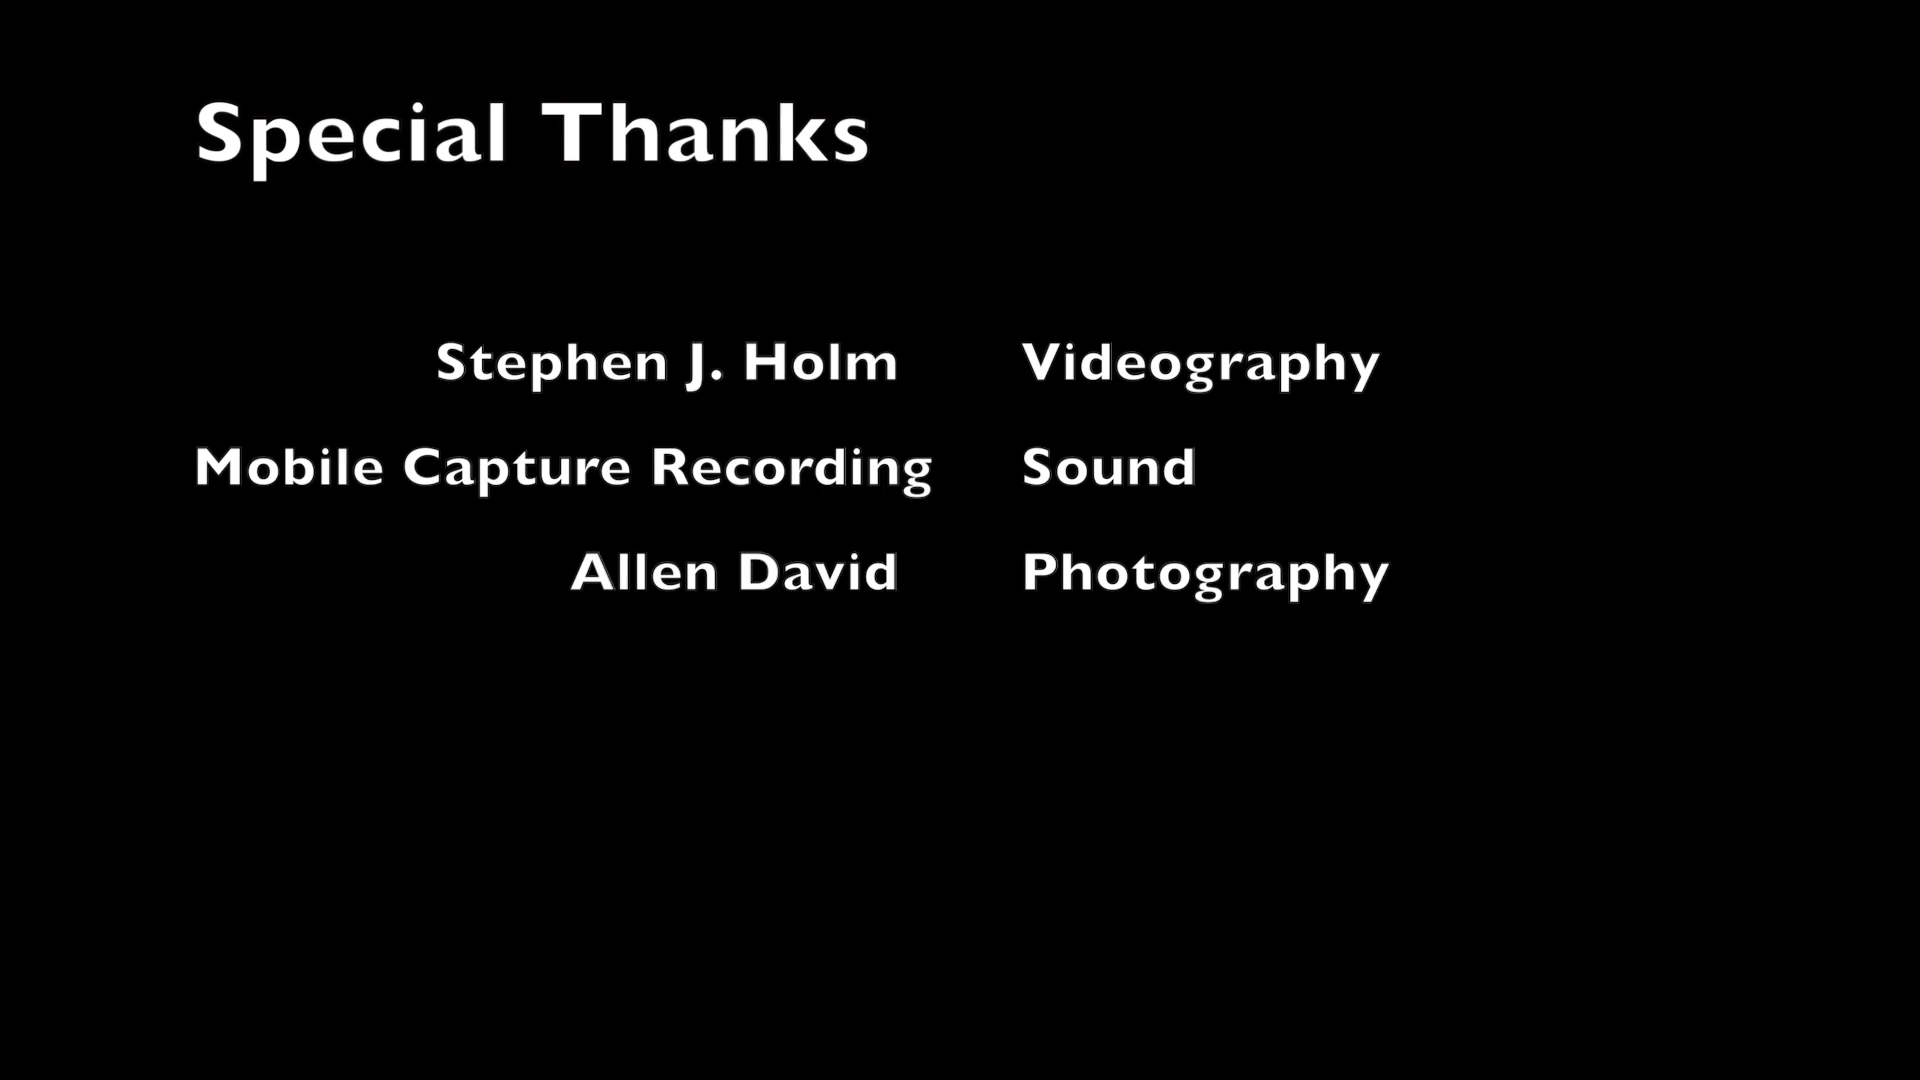 Special Thanks
Stephen J. Holm Videography
Mobile Capture Recording Sound
Allen David Photography